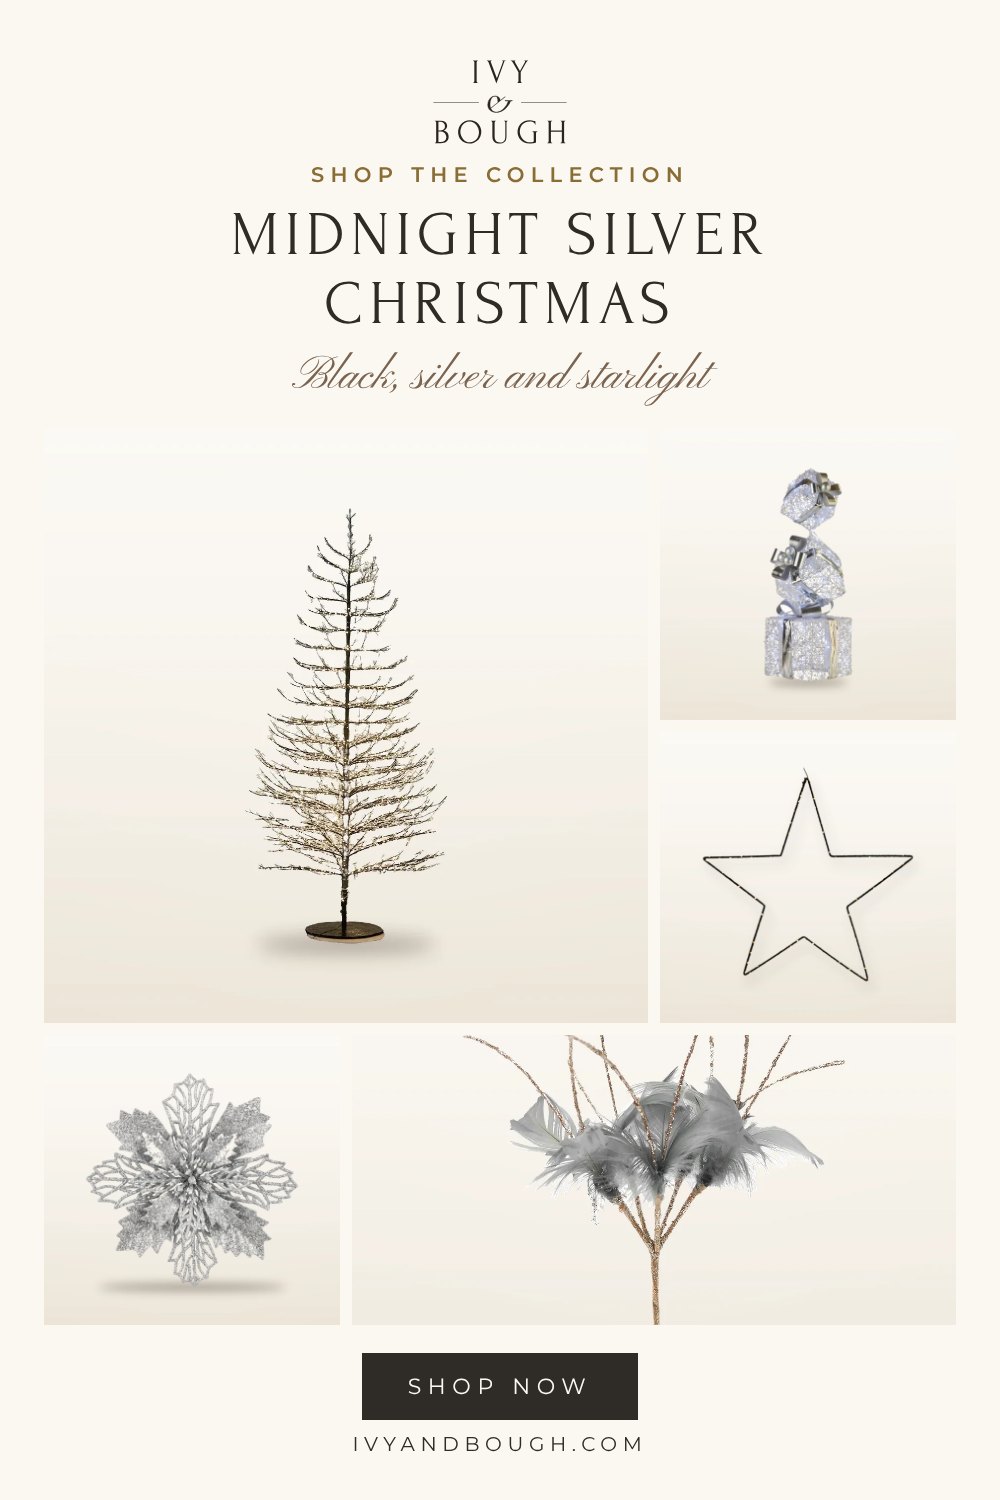 IVY
&
BOUGH
SHOP THE COLLECTION
MIDNIGHT SILVER
CHRISTMAS
Black, silver and starlight
SHOP NOW
IVYANDBOUGH.COM